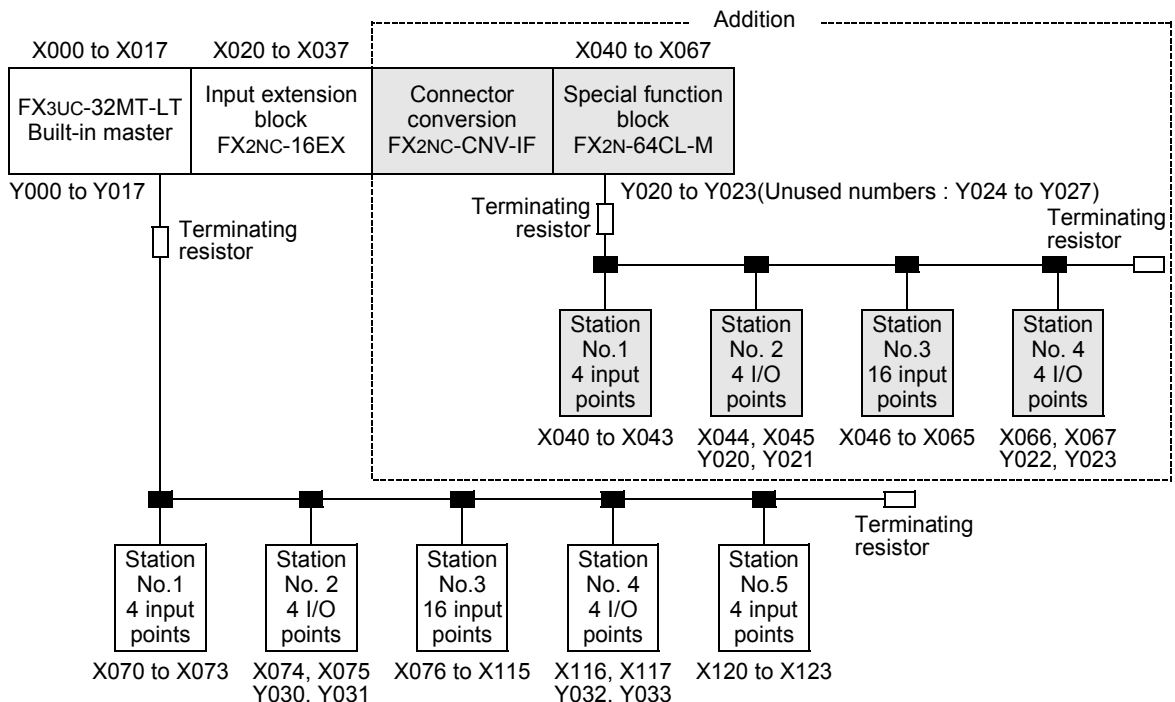 Addition
X000 to X017
X020 to X037
X040 to X067
FX3UC-32MT-LT
Built-in master
Input extension
block
FX2NC-16EX
Connector
conversion
FX2NC-CNV-IF
Special function
block
FX2N-64CL-M
Y000 to Y017
Y020 to Y023(Unused numbers : Y024 to Y027)
Terminating
resistor
Terminating
resistor
Terminating
resistor
Station
No.1
4 input
points
Station
No. 2
4 I/O
points
Station
No.3
16 input
points
Station
No. 4
4 I/O
points
X040 to X043
X044, X045
Y020, Y021
X046 to X065
X066, X067
Y022, Y023
Terminating
resistor
Station
No.1
4 input
points
Station
No. 2
4 I/O
points
Station
No.3
16 input
points
Station
No. 4
4 I/O
points
Station
No.5
4 input
points
X070 to X073
X074, X075
Y030, Y031
X076 to X115
X116, X117
Y032, Y033
X120 to X123